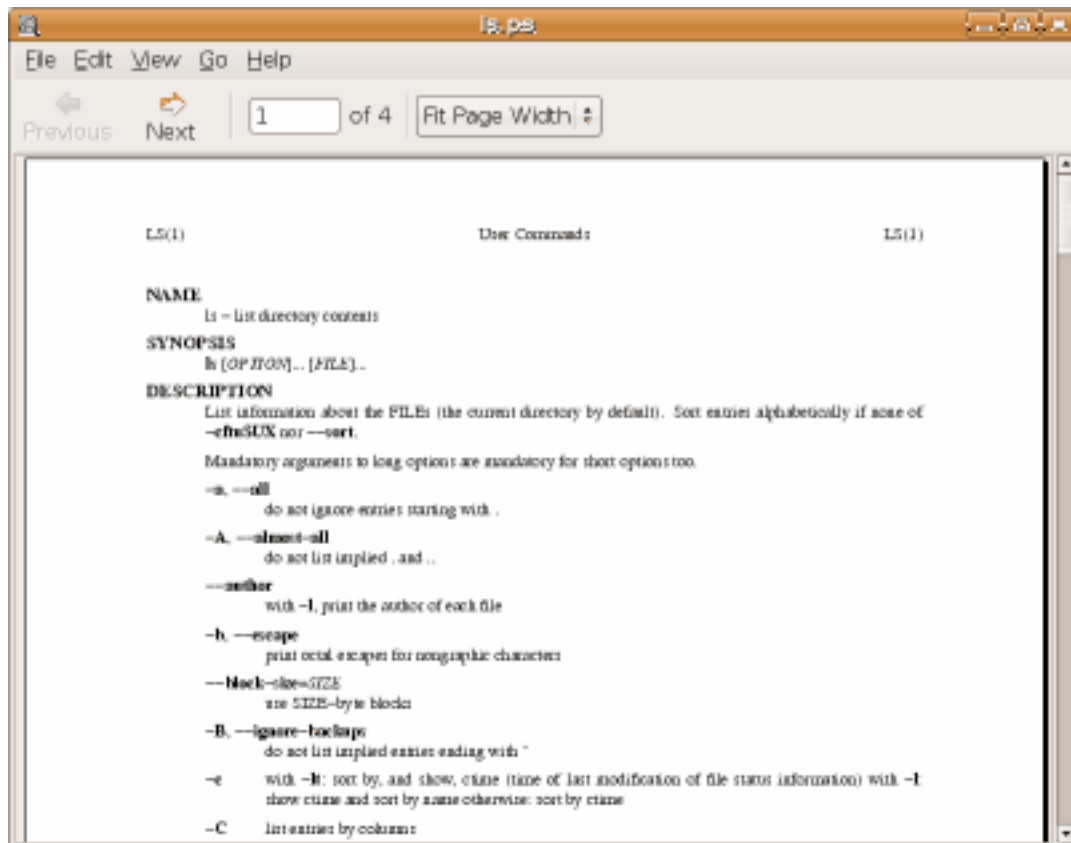 ls.ps
File Edit View Go Help
Previous Next 1 of 4 Fit Page Width
LS(1) User Commands LS(1)
NAME
ls – list directory contents
SYNOPSIS
ls [OPTION]... [FILE]...
DESCRIPTION
List information about the FILEs (the current directory by default). Sort entries alphabetically if none of
–cftuSUX nor ––sort.
Mandatory arguments to long options are mandatory for short options too.
–a, ––all
do not ignore entries starting with .
–A, ––almost–all
do not list implied . and ..
––author
with –l, print the author of each file
–b, ––escape
print octal escapes for nongraphic characters
––block–size=SIZE
use SIZE–byte blocks
–B, ––ignore–backups
do not list implied entries ending with ~
–c with –lt: sort by, and show, ctime (time of last modification of file status information) with –l:
show ctime and sort by name otherwise: sort by ctime
–C list entries by columns